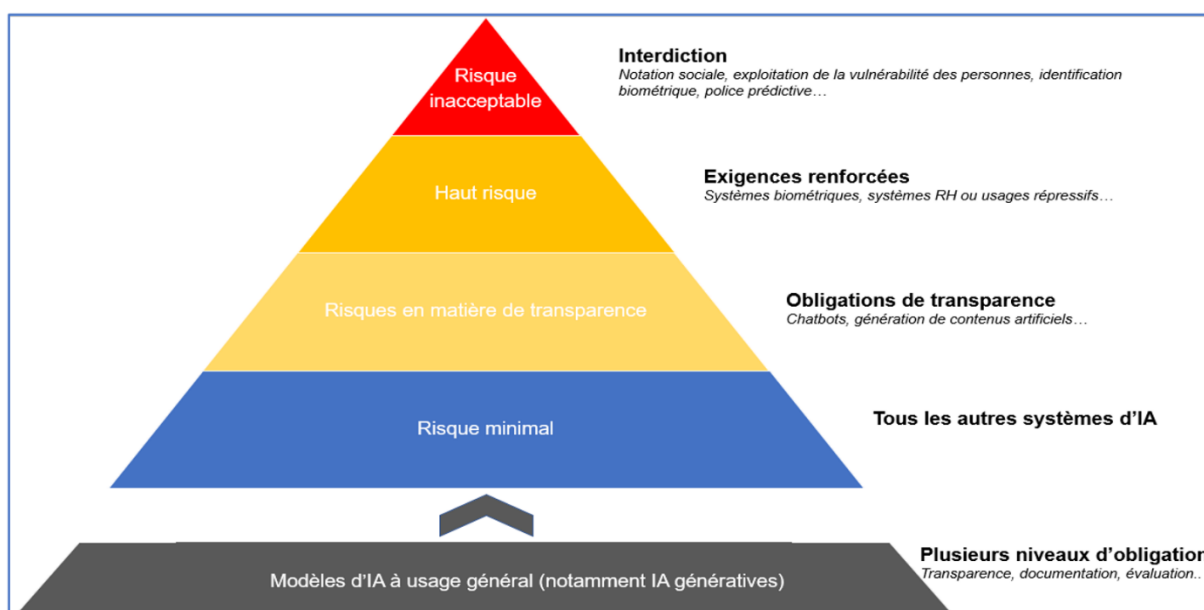 Risque
inacceptable
Interdiction
Notation sociale, exploitation de la vulnérabilité des personnes, identification
biométrique, police prédictive…
Haut risque
Exigences renforcées
Systèmes biométriques, systèmes RH ou usages répressifs…
Risques en matière de transparence
Obligations de transparence
Chatbots, génération de contenus artificiels…
Risque minimal
Tous les autres systèmes d'IA
Modèles d'IA à usage général (notamment IA génératives)
Plusieurs niveaux d'obligation
Transparence, documentation, évaluation..